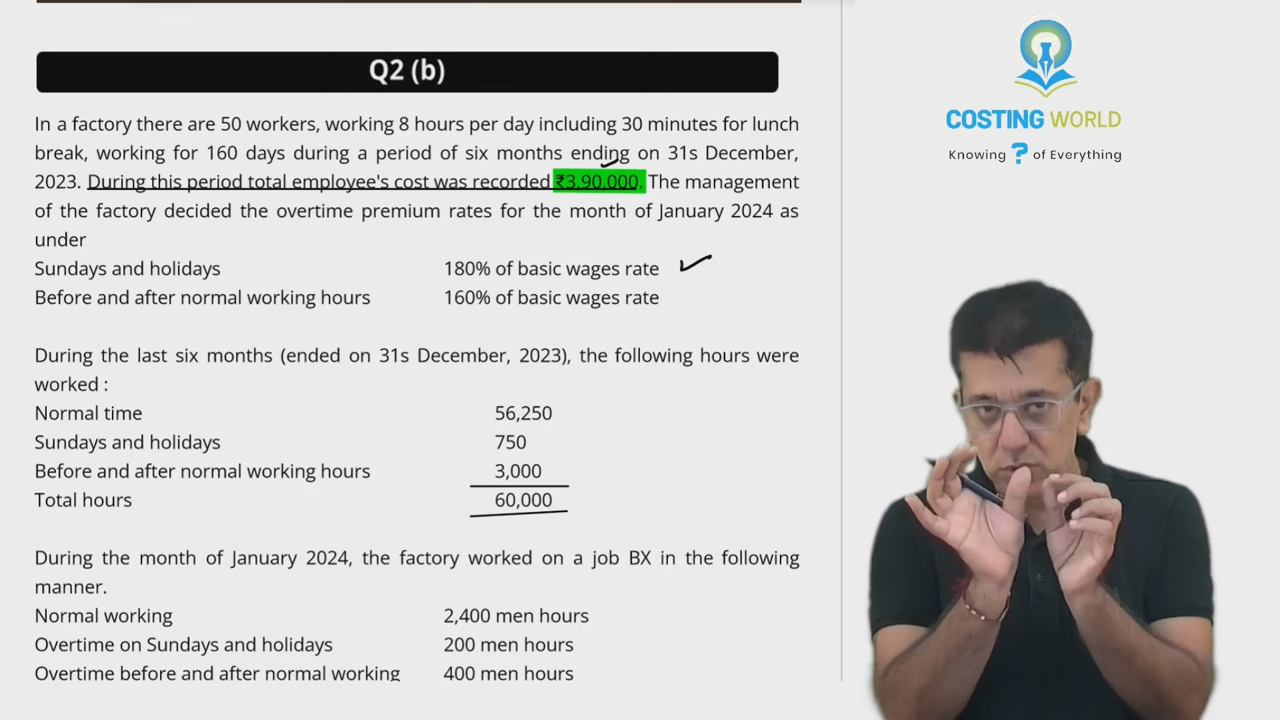 Q2 (b)
In a factory there are 50 workers, working 8 hours per day including 30 minutes for lunch
break, working for 160 days during a period of six months ending on 31s December,
2023. During this period total employee's cost was recorded ₹3,90,000. The management
of the factory decided the overtime premium rates for the month of January 2024 as
under
Sundays and holidays 180% of basic wages rate
Before and after normal working hours 160% of basic wages rate
During the last six months (ended on 31s December, 2023), the following hours were
worked :
Normal time 56,250
Sundays and holidays 750
Before and after normal working hours 3,000
Total hours 60,000
During the month of January 2024, the factory worked on a job BX in the following
manner.
Normal working 2,400 men hours
Overtime on Sundays and holidays 200 men hours
Overtime before and after normal working 400 men hours
COSTING WORLD
Knowing ? of Everything